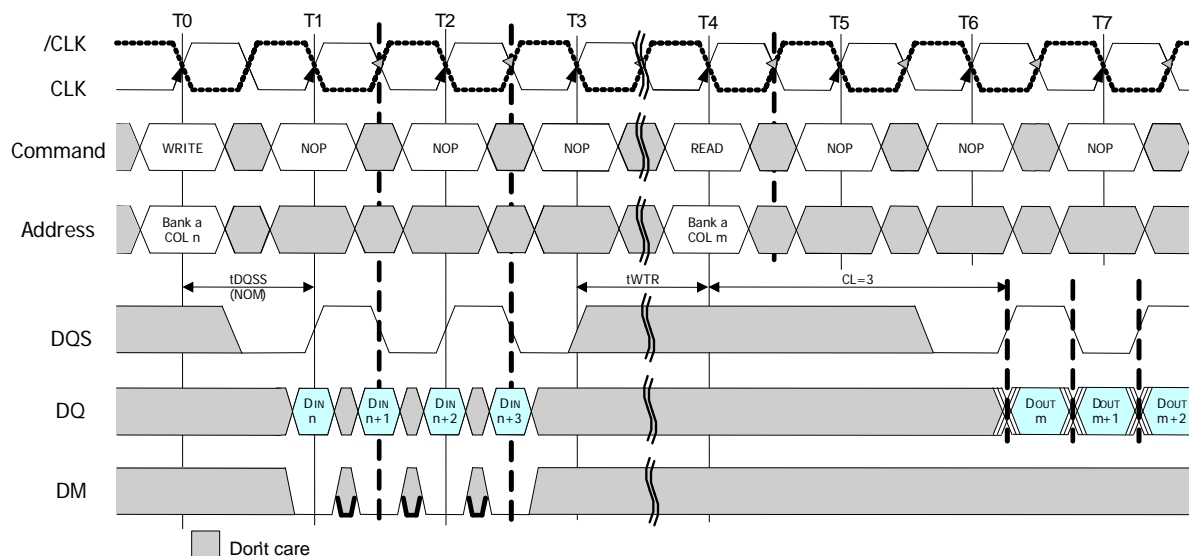 T0 T1 T2 T3 T4 T5 T6 T7
/CLK
CLK
Command WRITE NOP NOP NOP READ NOP NOP NOP
Address Bank a COL n Bank a COL m
tDQSS (NOM) tWTR CL=3
DQS
DQ DIN n DIN n+1 DIN n+2 DIN n+3 DOUT m DOUT m+1 DOUT m+2
DM
Don't care